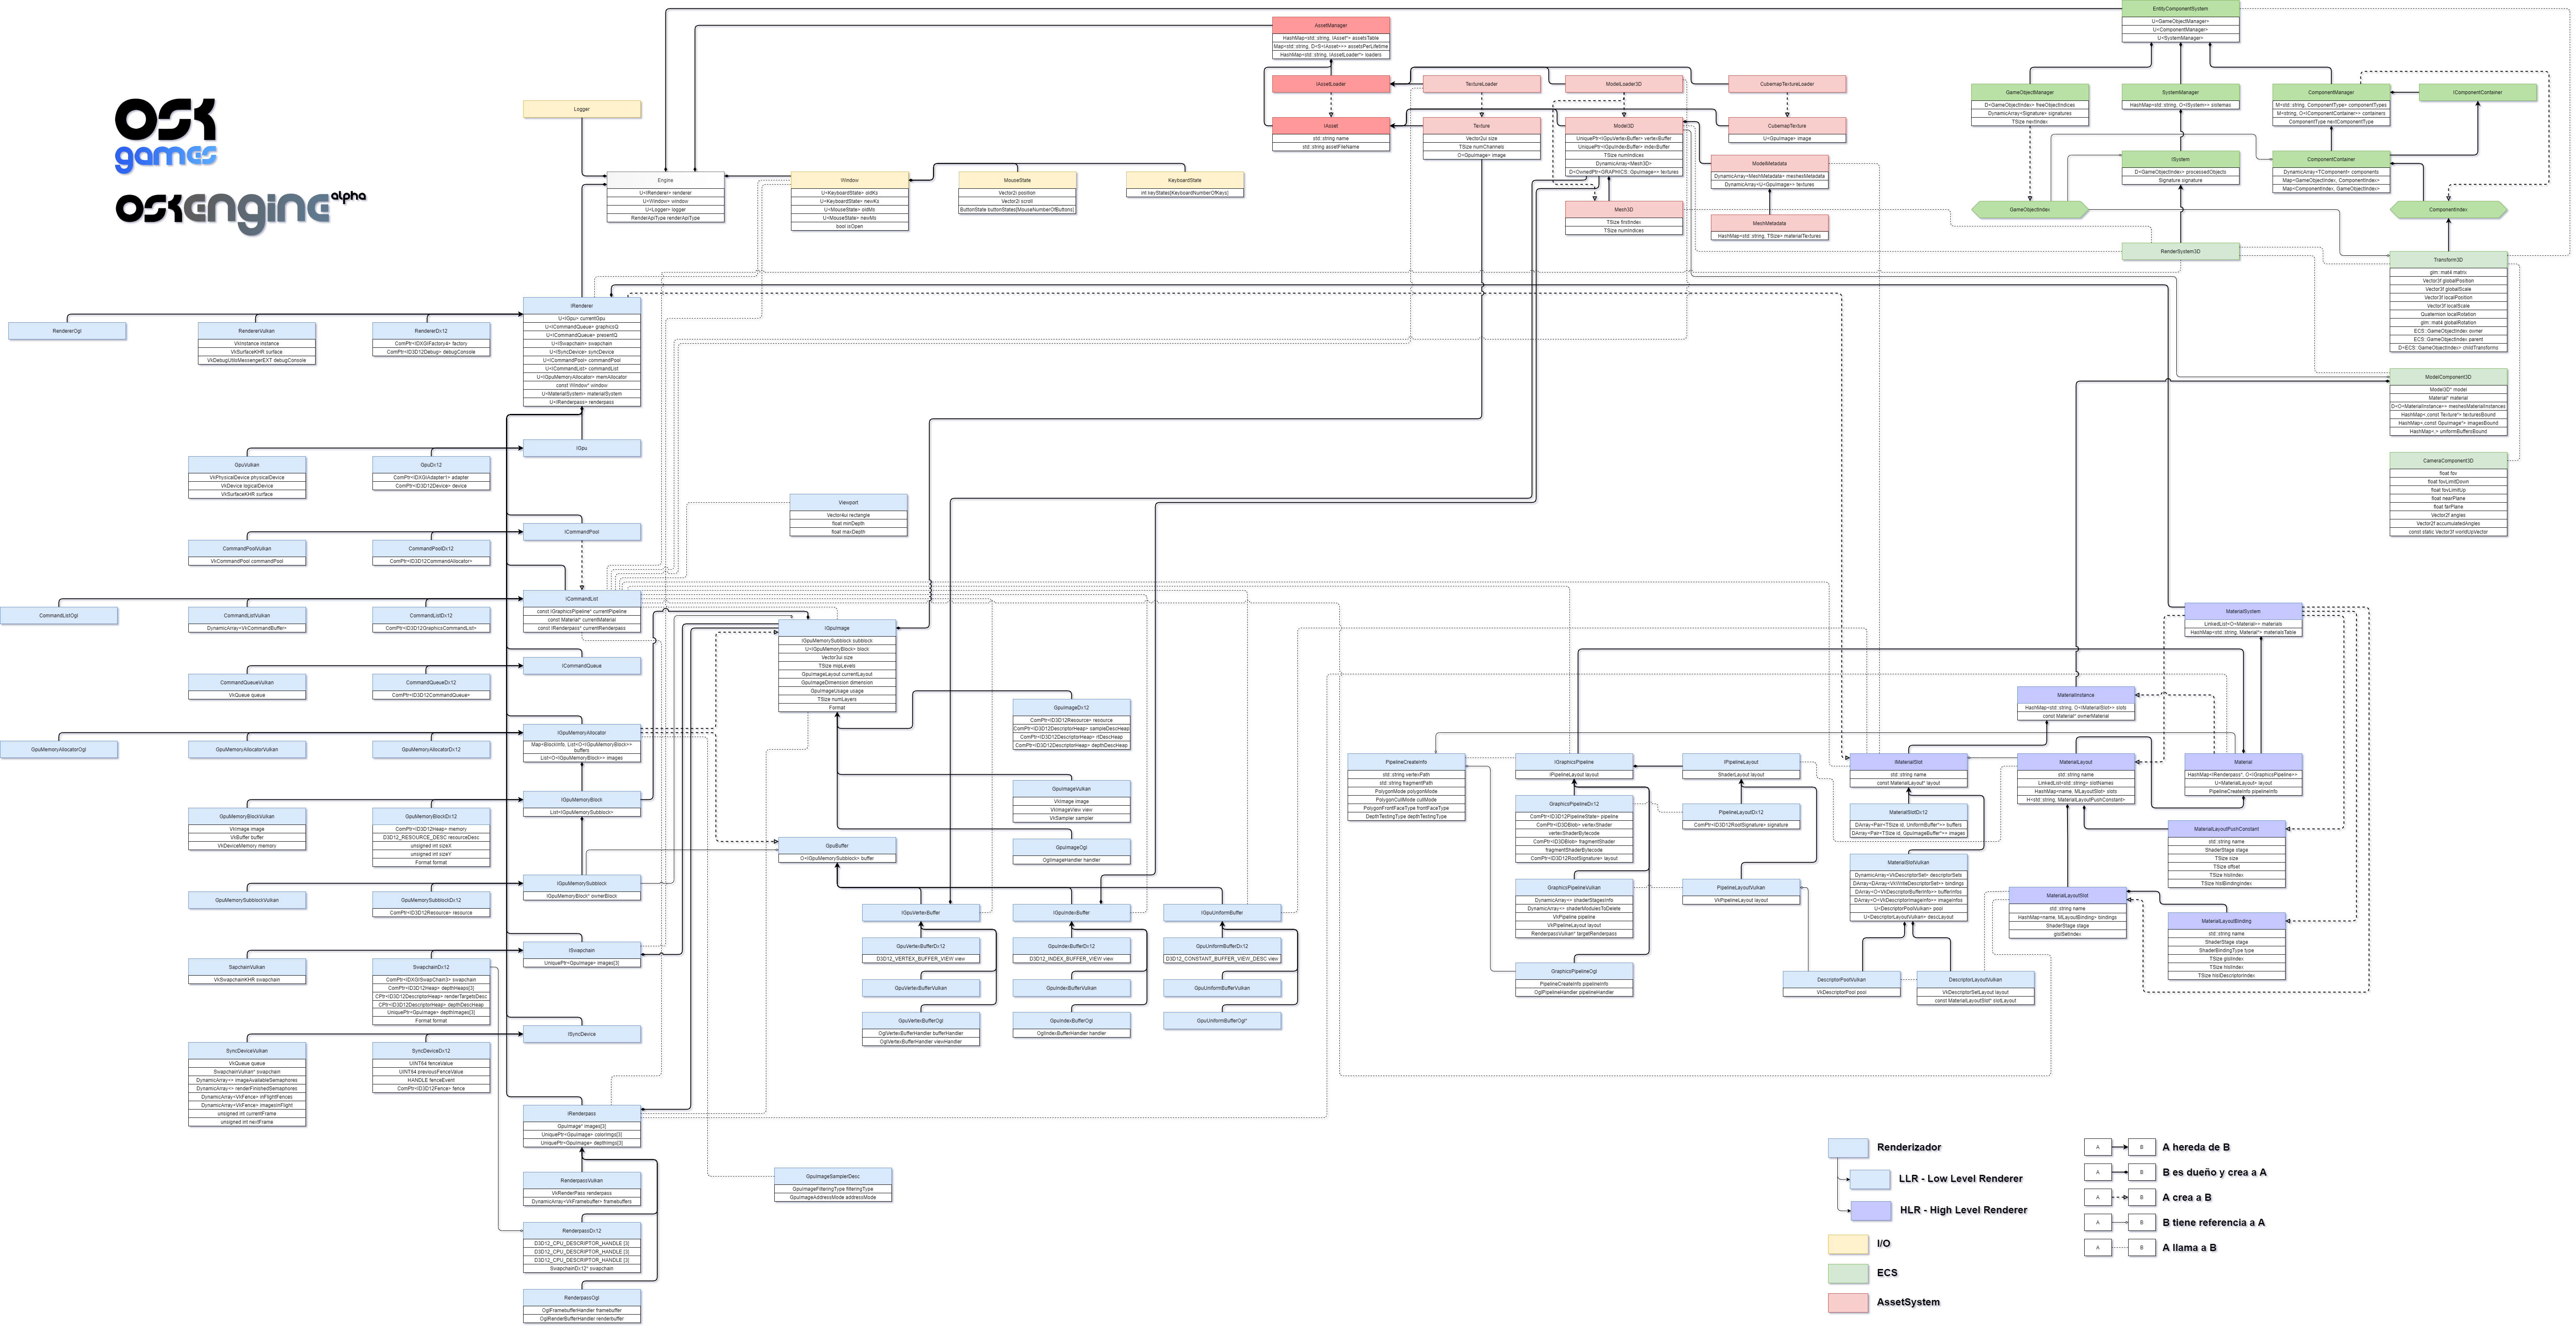 OSK
games
OSKengine alpha
Logger
Engine
U<IRenderer> renderer
U<Window> window
U<Logger> logger
RenderApiType renderApiType
Window
U<KeyboardState> oldKs
U<KeyboardState> newKs
U<MouseState> oldMs
U<MouseState> newMs
bool isOpen
MouseState
Vector2i position
Vector2i scroll
ButtonState buttonStates[MouseNumberOfButtons]
KeyboardState
int keyStates[KeyboardNumberOfKeys]
AssetManager
HashMap<std::string, IAsset*> assetsTable
Map<std::string, D<S<IAsset>>> assetsPerLifetime
HashMap<std::string, IAssetLoader*> loaders
IAssetLoader
TextureLoader
ModelLoader3D
CubemapTextureLoader
IAsset
std::string name
std::string assetFileName
Texture
Vector2ui size
TSize numChannels
O<GpuImage> image
Model3D
UniquePtr<IGpuVertexBuffer> vertexBuffer
UniquePtr<IGpuIndexBuffer> indexBuffer
TSize numIndices
DynamicArray<Mesh3D>
D<OwnedPtr<GRAPHICS::GpuImage>> textures
CubemapTexture
U<GpuImage> image
ModelMetadata
DynamicArray<MeshMetadata> meshesMetadata
DynamicArray<U<GpuImage>> textures
Mesh3D
TSize firstIndex
TSize numIndices
MeshMetadata
HashMap<std::string, TSize> materialTextures
EntityComponentSystem
U<GameObjectManager>
U<ComponentManager>
U<SystemManager>
GameObjectManager
D<GameObjectIndex> freeObjectIndices
DynamicArray<Signature> signatures
TSize nextIndex
SystemManager
HashMap<std::string, O<ISystem>> sistemas
ComponentManager
M<std::string, ComponentType> componentTypes
M<string, O<IComponentContainer>> containers
ComponentType nextComponentType
IComponentContainer
ISystem
D<GameObjectIndex> processedObjects
Signature signature
ComponentContainer
DynamicArray<TComponent> components
Map<GameObjectIndex, ComponentIndex>
Map<ComponentIndex, GameObjectIndex>
GameObjectIndex
ComponentIndex
RenderSystem3D
Transform3D
glm::mat4 matrix
Vector3f globalPosition
Vector3f globalScale
Vector3f localPosition
Vector3f localScale
Quaternion localRotation
glm::mat4 globalRotation
ECS::GameObjectIndex owner
ECS::GameObjectIndex parent
D<ECS::GameObjectIndex> childTransforms
ModelComponent3D
Model3D* model
Material* material
D<O<MaterialInstance>> meshesMaterialInstances
HashMap<,const Texture*> texturesBound
HashMap<,const GpuImage*> imagesBound
HashMap<,> uniformBuffersBound
CameraComponent3D
float fov
float fovLimitDown
float fovLimitUp
float nearPlane
float farPlane
Vector2f angles
Vector2f accumulatedAngles
const static Vector3f worldUpVector
IRenderer
U<IGpu> currentGpu
U<ICommandQueue> graphicsQ
U<ICommandQueue> presentQ
U<ISwapchain> swapchain
U<ISyncDevice> syncDevice
U<ICommandPool> commandPool
U<ICommandList> commandList
U<IGpuMemoryAllocator> memAllocator
const Window* window
U<MaterialSystem> materialSystem
U<IRenderpass> renderpass
RendererOgl
RendererVulkan
VkInstance instance
VkSurfaceKHR surface
VkDebugUtilsMessengerEXT debugConsole
RendererDx12
ComPtr<IDXGIFactory4> factory
ComPtr<ID3D12Debug> debugConsole
IGpu
GpuVulkan
VkPhysicalDevice physicalDevice
VkDevice logicalDevice
VkSurfaceKHR surface
GpuDx12
ComPtr<IDXGIAdapter1> adapter
ComPtr<ID3D12Device> device
Viewport
Vector4ui rectangle
float minDepth
float maxDepth
ICommandPool
CommandPoolVulkan
VkCommandPool commandPool
CommandPoolDx12
ComPtr<ID3D12CommandAllocator>
ICommandList
const IGraphicsPipeline* currentPipeline
const Material* currentMaterial
const IRenderpass* currentRenderpass
CommandListOgl
CommandListVulkan
DynamicArray<VkCommandBuffer>
CommandListDx12
ComPtr<ID3D12GraphicsCommandList>
ICommandQueue
CommandQueueVulkan
VkQueue queue
CommandQueueDx12
ComPtr<ID3D12CommandQueue>
IGpuMemoryAllocator
Map<BlockInfo, List<O<IGpuMemoryBlock>>
buffers
List<O<IGpuMemoryBlock>> images
GpuMemoryAllocatorOgl
GpuMemoryAllocatorVulkan
GpuMemoryAllocatorDx12
IGpuMemoryBlock
List<IGpuMemorySubblock>
GpuMemoryBlockVulkan
VkImage image
VkBuffer buffer
VkDeviceMemory memory
GpuMemoryBlockDx12
ComPtr<ID3D12Heap> memory
D3D12_RESOURCE_DESC resourceDesc
unsigned int sizeX
unsigned int sizeY
Format format
IGpuMemorySubblock
IGpuMemoryBlock* ownerBlock
GpuMemorySubblockVulkan
GpuMemorySubblockDx12
ComPtr<ID3D12Resource> resource
ISwapchain
UniquePtr<GpuImage> images[3]
SapchainVulkan
VkSwapchainKHR swapchain
SwapchainDx12
ComPtr<IDXGISwapChain3> swapchain
ComPtr<ID3D12Heap> depthHeaps[3]
CPtr<ID3D12DescriptorHeap> renderTargetsDesc
CPtr<ID3D12DescriptorHeap> depthDescHeap
UniquePtr<GpuImage> depthImages[3]
Format format
ISyncDevice
SyncDeviceVulkan
VkQueue queue
SwapchainVulkan* swapchain
DynamicArray<> imageAvailableSemaphores
DynamicArray<> renderFinishedSemaphores
DynamicArray<VkFence> inFlightFences
DynamicArray<VkFence> imagesInFlight
unsigned int currentFrame
unsigned int nextFrame
SyncDeviceDx12
UINT64 fenceValue
UINT64 previousFenceValue
HANDLE fenceEvent
ComPtr<ID3D12Fence> fence
IRenderpass
GpuImage* images[3]
UniquePtr<GpuImage> colorImgs[3]
UniquePtr<GpuImage> depthImgs[3]
RenderpassVulkan
VkRenderPass renderpass
DynamicArray<VkFramebuffer> framebuffers
RenderpassDx12
D3D12_CPU_DESCRIPTOR_HANDLE [3]
D3D12_CPU_DESCRIPTOR_HANDLE [3]
D3D12_CPU_DESCRIPTOR_HANDLE [3]
SwapchainDx12* swapchain
RenderpassOgl
OglFramebufferHandler framebuffer
OglRenderBufferHandler renderbuffer
IGpuImage
IGpuMemorySubblock subblock
U<IGpuMemoryBlock> block
Vector3ui size
TSize mipLevels
GpuImageLayout currentLayout
GpuImageDimension dimension
GpuImageUsage usage
TSize numLayers
Format
GpuImageDx12
ComPtr<ID3D12Resource> resource
ComPtr<ID3D12DescriptorHeap> sampleDescHeap
ComPtr<ID3D12DescriptorHeap> rtDescHeap
ComPtr<ID3D12DescriptorHeap> depthDescHeap
GpuImageVulkan
VkImage image
VkImageView view
VkSampler sampler
GpuImageOgl
OglImageHandler handler
GpuBuffer
O<IGpuMemorySubblock> buffer
IGpuVertexBuffer
IGpuIndexBuffer
IGpuUniformBuffer
GpuVertexBufferDx12
D3D12_VERTEX_BUFFER_VIEW view
GpuIndexBufferDx12
D3D12_INDEX_BUFFER_VIEW view
GpuUniformBufferDx12
D3D12_CONSTANT_BUFFER_VIEW_DESC view
GpuVertexBufferVulkan
GpuIndexBufferVulkan
GpuUniformBufferVulkan
GpuVertexBufferOgl
OglVertexBufferHandler bufferHandler
OglVertexBufferHandler viewHandler
GpuIndexBufferOgl
OglIndexBufferHandler handler
GpuUniformBufferOgl*
GpuImageSamplerDesc
GpuImageFilteringType filteringType
GpuImageAddressMode addressMode
PipelineCreateInfo
std::string vertexPath
std::string fragmentPath
PolygonMode polygonMode
PolygonCullMode cullMode
PolygonFrontFaceType frontFaceType
DepthTestingType depthTestingType
IGraphicsPipeline
IPipelineLayout layout
GraphicsPipelineDx12
ComPtr<ID3D12PipelineState> pipeline
ComPtr<ID3DBlob> vertexShader
vertexShaderBytecode
ComPtr<ID3DBlob> fragmentShader
fragmentShaderBytecode
ComPtr<ID3D12RootSignature> layout
GraphicsPipelineVulkan
DynamicArray<> shaderStagesInfo
DynamicArray<> shaderModulesToDelete
VkPipeline pipeline
VkPipelineLayout layout
RenderpassVulkan* targetRenderpass
GraphicsPipelineOgl
PipelineCreateInfo pipelineInfo
OglPipelineHandler pipelineHandler
IPipelineLayout
ShaderLayout layout
PipelineLayoutDx12
ComPtr<ID3D12RootSignature> signature
PipelineLayoutVulkan
VkPipelineLayout layout
IMaterialSlot
std::string name
const MaterialLayout* layout
MaterialSlotDx12
DArray<Pair<TSize id, UniformBuffer*>> buffers
DArray<Pair<TSize id, GpuImageBuffer*>> images
MaterialSlotVulkan
DynamicArray<VkDescriptorSet> descriptorSets
DArray<DArray<VkWriteDescriptorSet>> bindings
DArray<O<VkDescriptorBufferInfo>> bufferInfos
DArray<O<VkDescriptorImageInfo>> imageInfos
U<DescriptorPoolVulkan> pool
U<DescriptorLayoutVulkan> descLayout
DescriptorPoolVulkan
VkDescriptorPool pool
DescriptorLayoutVulkan
VkDescriptorSetLayout layout
const MaterialLayoutSlot* slotLayout
MaterialSystem
LinkedList<O<Material>> materials
HashMap<std::string, Material*> materialsTable
MaterialInstance
HashMap<std::string, O<IMaterialSlot>> slots
const Material* ownerMaterial
MaterialLayout
std::string name
LinkedList<std::string> slotNames
HashMap<name, MLayoutSlot> slots
H<std::string, MaterialLayoutPushConstant>
Material
HashMap<IRenderpass*, O<IGraphicsPipeline>>
U<MaterialLayout> layout
PipelineCreateInfo pipelineInfo
MaterialLayoutPushConstant
std::string name
ShaderStage stage
TSize size
TSize offset
TSize hlslIndex
TSize hlslBindingIndex
MaterialLayoutSlot
std::string name
HashMap<name, MLayoutBinding> bindings
ShaderStage stage
glslSetIndex
MaterialLayoutBinding
std::string name
ShaderStage stage
ShaderBindingType type
TSize glslIndex
TSize hlslIndex
TSize hlslDescriptorIndex
Renderizador
LLR - Low Level Renderer
HLR - High Level Renderer
I/O
ECS
AssetSystem
A B A hereda de B
A B B es dueño y crea a A
A B A crea a B
A B B tiene referencia a A
A B A llama a B